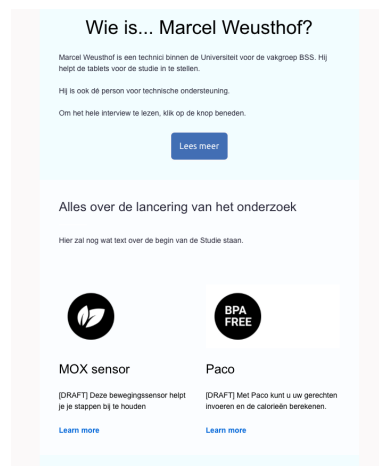 Wie is... Marcel Weusthof?
Marcel Weusthof is een technici binnen de Universiteit voor de vakgroep BSS. Hij
helpt de tablets voor de studie in te stellen.
Hij is ook dé person voor technische ondersteuning.
Om het hele interview te lezen, klik op de knop beneden.
Lees meer
Alles over de lancering van het onderzoek
Hier zal nog wat text over de begin van de Studie staan.
BPA
FREE
MOX sensor
[DRAFT] Deze bewegingssensor helpt
je je stappen bij te houden
Learn more
Paco
[DRAFT] Met Paco kunt u uw gerechten
invoeren en de calorieën berekenen.
Learn more